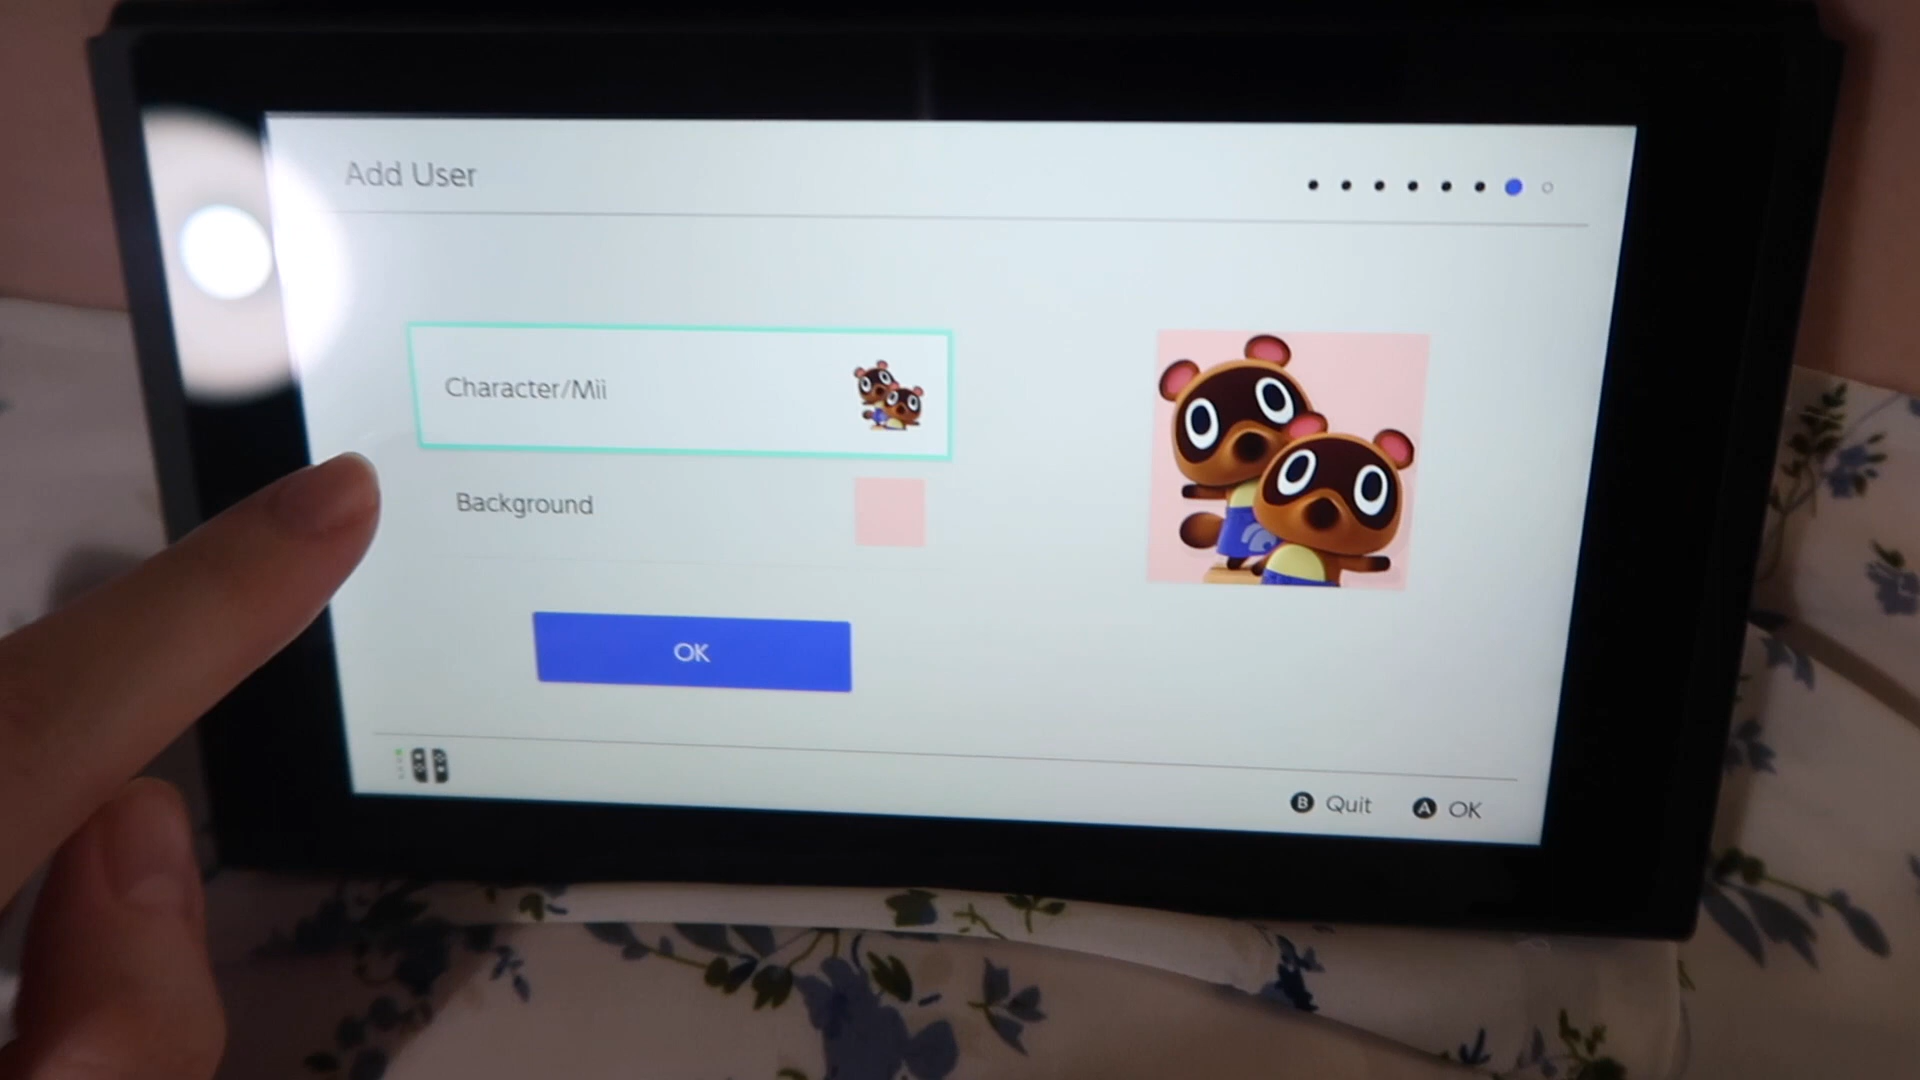 Add User
Character/Mii
Background
OK
B Quit A OK